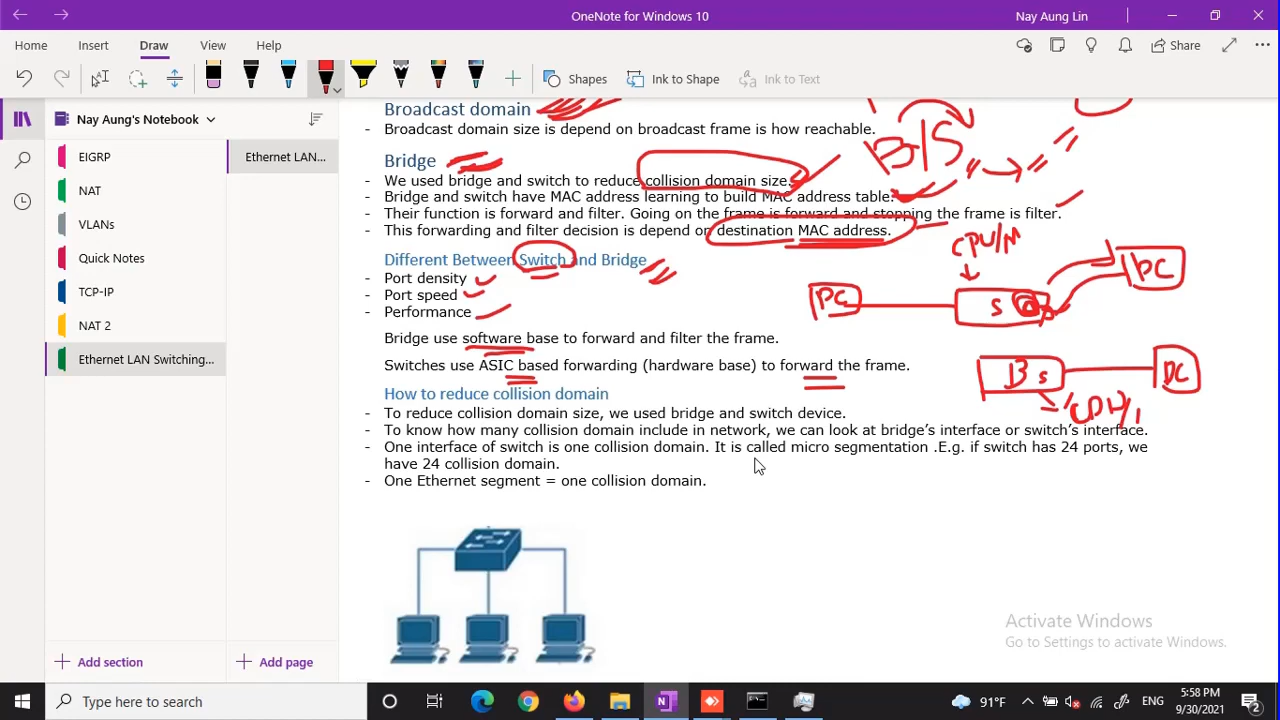 OneNote for Windows 10
Nay Aung Lin
Home
Insert
Draw
View
Help
Share
Shapes
Ink to Shape
Ink to Text
Nay Aung's Notebook
EIGRP
NAT
VLANs
Quick Notes
TCP-IP
NAT 2
Ethernet LAN Switching...
Add section
Ethernet LAN...
Add page
Broadcast domain
- Broadcast domain size is depend on broadcast frame is how reachable.
B/S
Bridge
- We used bridge and switch to reduce collision domain size.
- Bridge and switch have MAC address learning to build MAC address table.
- Their function is forward and filter. Going on the frame is forward and stopping the frame is filter.
- This forwarding and filter decision is depend on destination MAC address.
CPU/M
Different Between Switch and Bridge
Port density
- Port speed
- Performance
PC
S
PC
Bridge use software base to forward and filter the frame.
Switches use ASIC based forwarding (hardware base) to forward the frame.
B s
PC
CPU/
How to reduce collision domain
- To reduce collision domain size, we used bridge and switch device.
- To know how many collision domain include in network, we can look at bridge's interface or switch's interface.
- One interface of switch is one collision domain. It is called micro segmentation .E.g. if switch has 24 ports, we
have 24 collision domain.
- One Ethernet segment = one collision domain.
Activate Windows
Go to Settings to activate Windows.
Type here to search
91°F
ENG
5:58 PM
9/30/2021
2